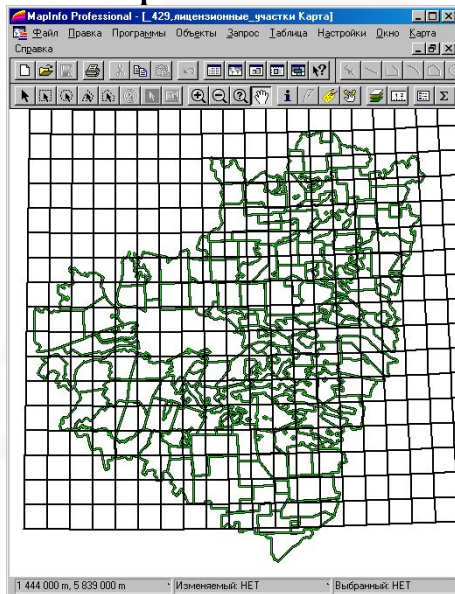 MapInfo Professional - [_429,лицензионные_участки Карта]
Файл Правка Программы Объекты Запрос Таблица Настройки Окно Карта
Справка
1 444 000 m, 5 839 000 m Изменяемый: НЕТ Выбранный: НЕТ